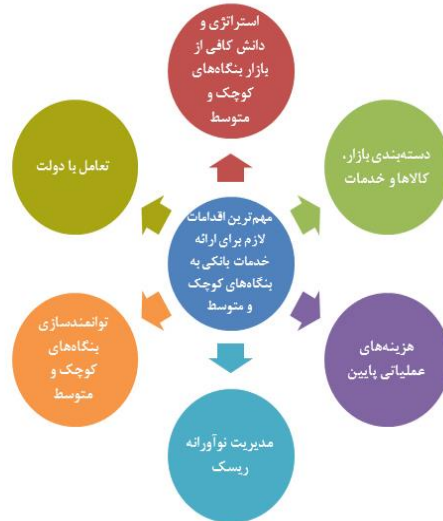 استراتژی و
دانش کافی از
بازار بنگاه‌های
کوچک و
متوسط
دسته‌بندی بازار،
کالاها و خدمات
هزینه‌های
عملیاتی پایین
مدیریت نوآورانه
ریسک
توانمندسازی
بنگاه‌های
کوچک و
متوسط
تعامل با دولت
مهم‌ترین اقدامات
لازم برای ارائه
خدمات بانکی به
بنگاه‌های کوچک
و متوسط